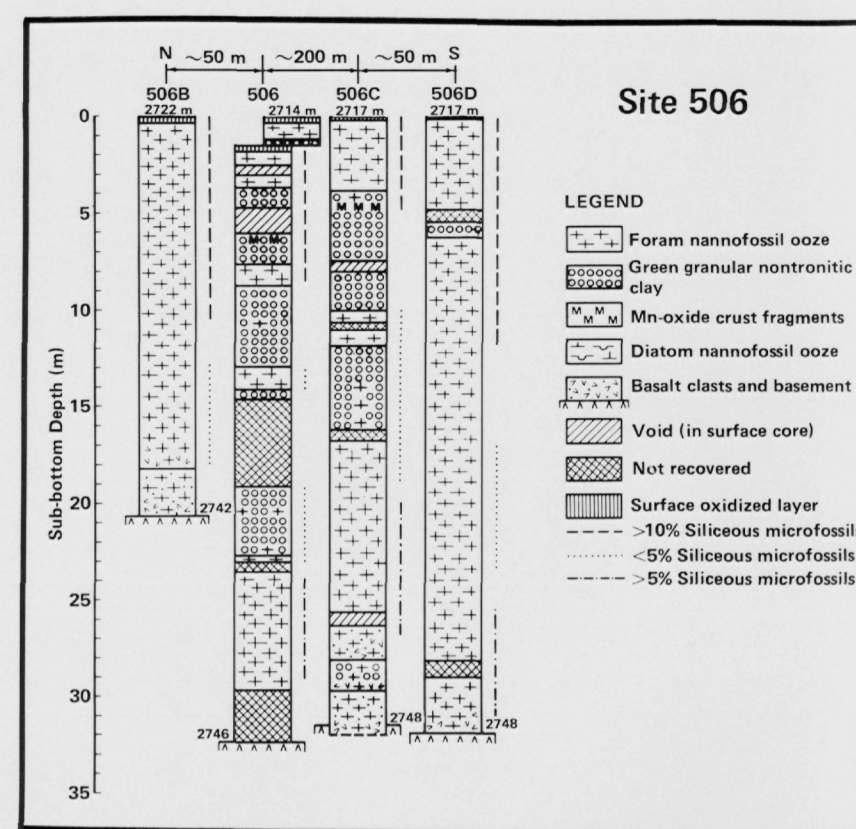 N ~50 m ~200 m ~50 m S
506B 506 506C 506D
2722 m 2714 m 2717 m 2717 m
Site 506
0
5
10
15
20
25
30
35
Sub-bottom Depth (m)
2742
2746
2748
2748
M M M
M M
LEGEND
Foram nannofossil ooze
Green granular nontronitic
clay
M M M M M Mn-oxide crust fragments
Diatom nannofossil ooze
Basalt clasts and basement
Void (in surface core)
Not recovered
Surface oxidized layer
>10% Siliceous microfossils
<5% Siliceous microfossils
>5% Siliceous microfossils